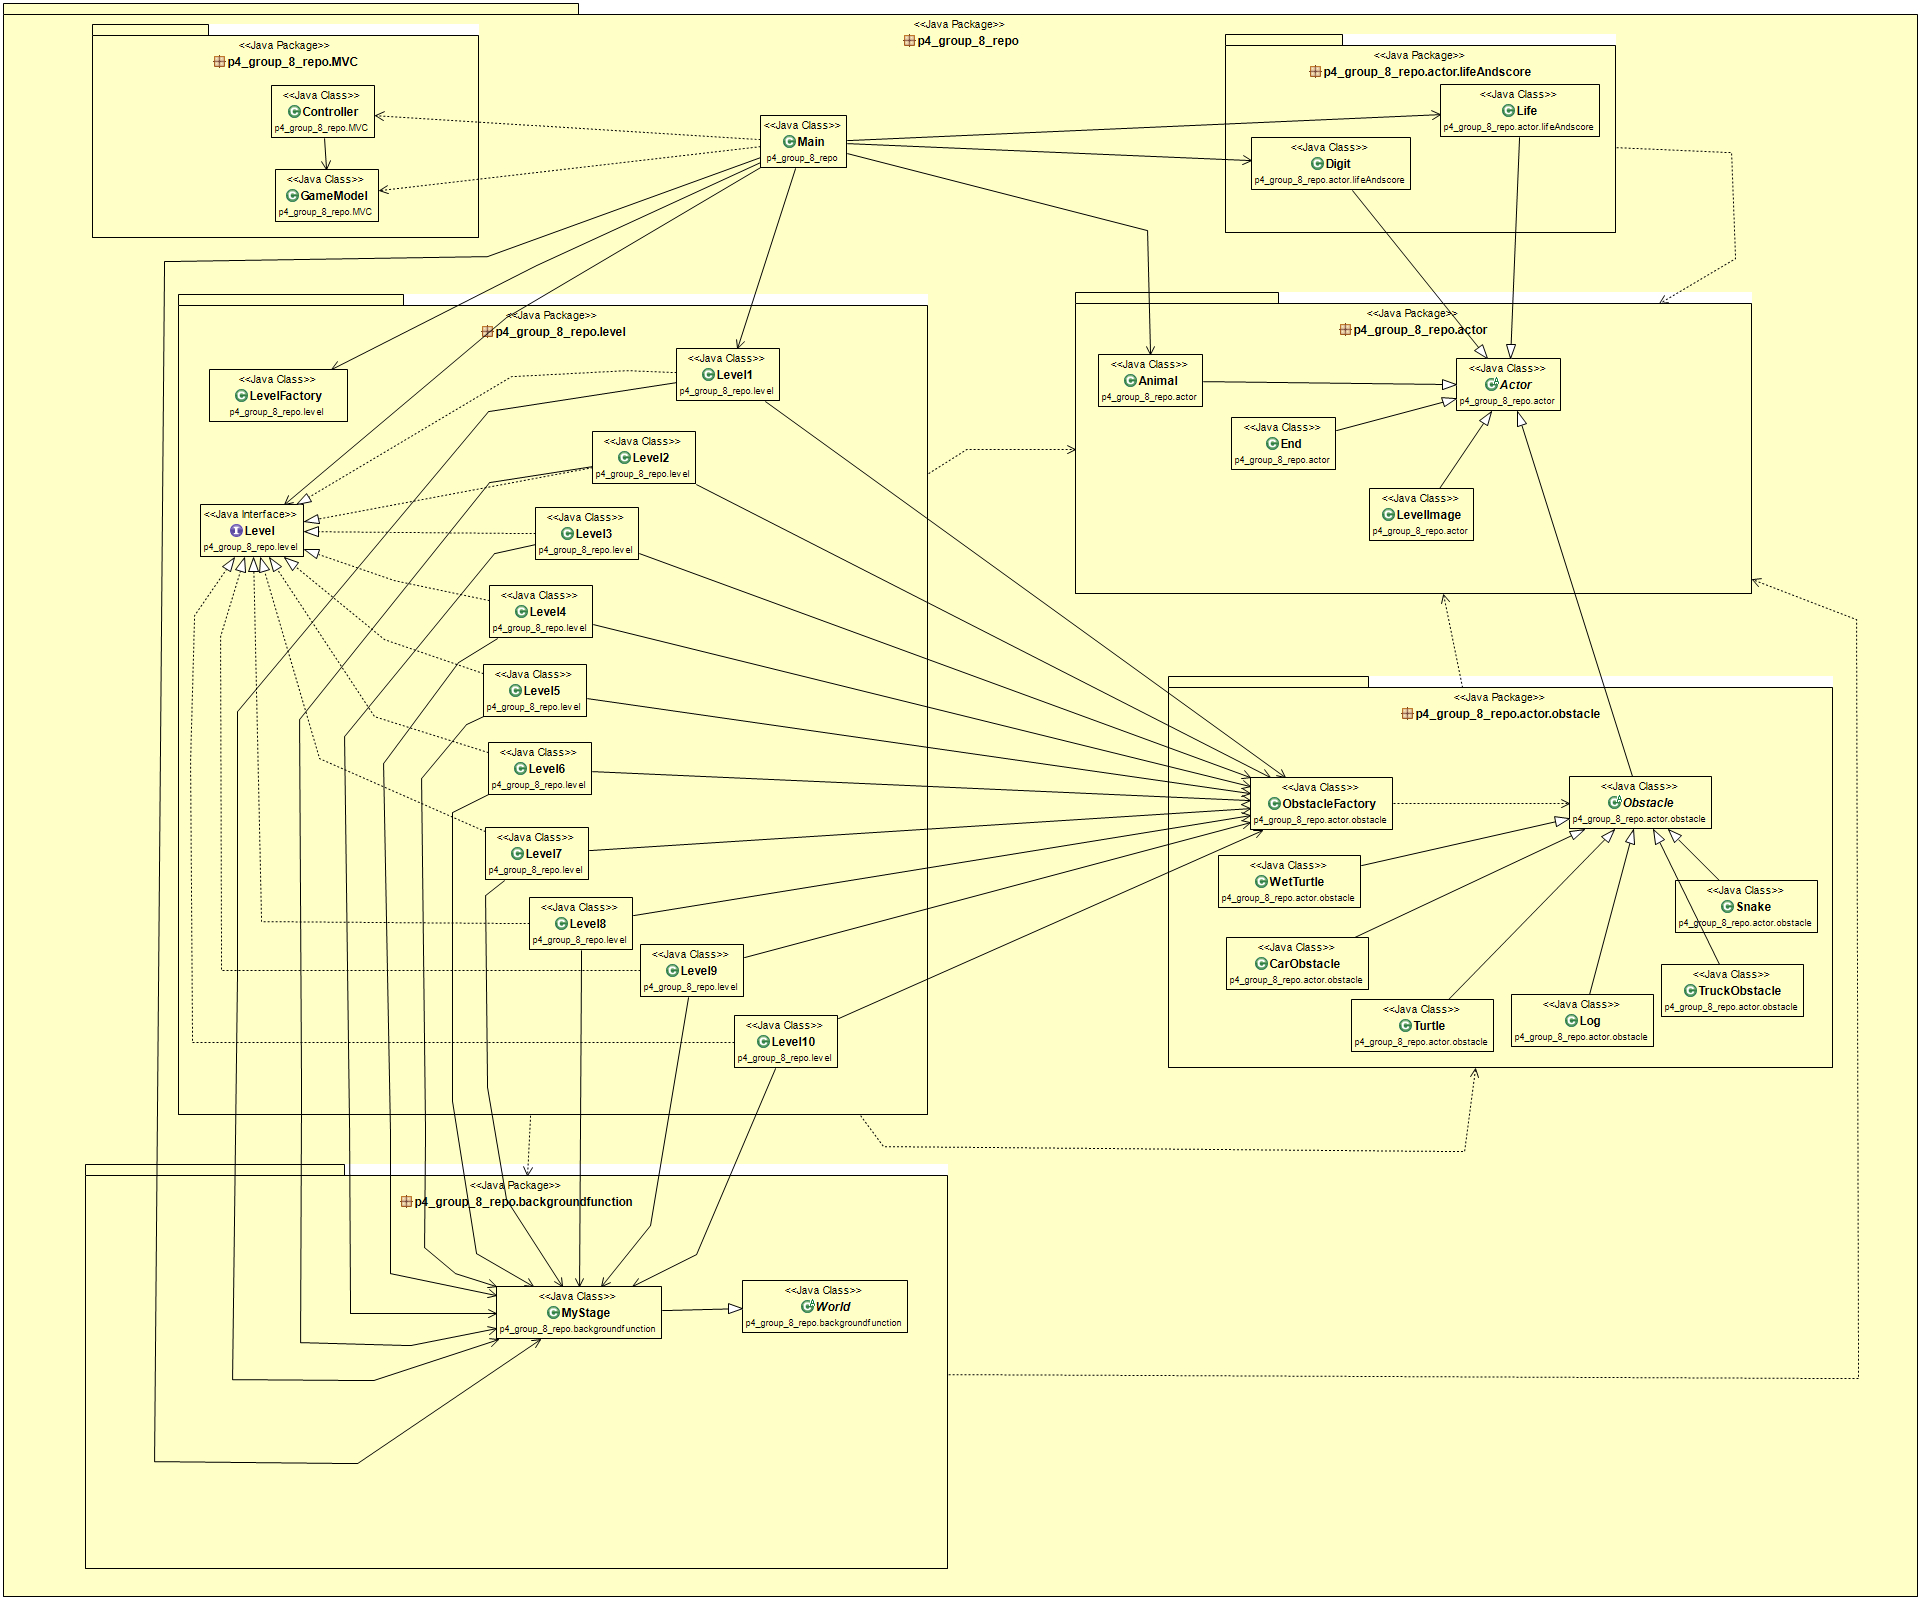 <<Java Package>>
p4_group_8_repo
<<Java Package>>
p4_group_8_repo.MVC
<<Java Class>>
Controller
p4_group_8_repo.MVC
<<Java Class>>
GameModel
p4_group_8_repo.MVC
<<Java Class>>
Main
p4_group_8_repo
<<Java Package>>
p4_group_8_repo.actor.lifeAndscore
<<Java Class>>
Life
p4_group_8_repo.actor.lifeAndscore
<<Java Class>>
Digit
p4_group_8_repo.actor.lifeAndscore
<<Java Package>>
p4_group_8_repo.level
<<Java Class>>
LevelFactory
p4_group_8_repo.level
<<Java Class>>
Level1
p4_group_8_repo.level
<<Java Class>>
Level2
p4_group_8_repo.level
<<Java Interface>>
Level
p4_group_8_repo.level
<<Java Class>>
Level3
p4_group_8_repo.level
<<Java Class>>
Level4
p4_group_8_repo.level
<<Java Class>>
Level5
p4_group_8_repo.level
<<Java Class>>
Level6
p4_group_8_repo.level
<<Java Class>>
Level7
p4_group_8_repo.level
<<Java Class>>
Level8
p4_group_8_repo.level
<<Java Class>>
Level9
p4_group_8_repo.level
<<Java Class>>
Level10
p4_group_8_repo.level
<<Java Package>>
p4_group_8_repo.actor
<<Java Class>>
Animal
p4_group_8_repo.actor
<<Java Class>>
Actor
p4_group_8_repo.actor
<<Java Class>>
End
p4_group_8_repo.actor
<<Java Class>>
LevelImage
p4_group_8_repo.actor
<<Java Package>>
p4_group_8_repo.actor.obstacle
<<Java Class>>
ObstacleFactory
p4_group_8_repo.actor.obstacle
<<Java Class>>
Obstacle
p4_group_8_repo.actor.obstacle
<<Java Class>>
WetTurtle
p4_group_8_repo.actor.obstacle
<<Java Class>>
Snake
p4_group_8_repo.actor.obstacle
<<Java Class>>
CarObstacle
p4_group_8_repo.actor.obstacle
<<Java Class>>
TruckObstacle
p4_group_8_repo.actor.obstacle
<<Java Class>>
Turtle
p4_group_8_repo.actor.obstacle
<<Java Class>>
Log
p4_group_8_repo.actor.obstacle
<<Java Package>>
p4_group_8_repo.backgroundfunction
<<Java Class>>
MyStage
p4_group_8_repo.backgroundfunction
<<Java Class>>
World
p4_group_8_repo.backgroundfunction